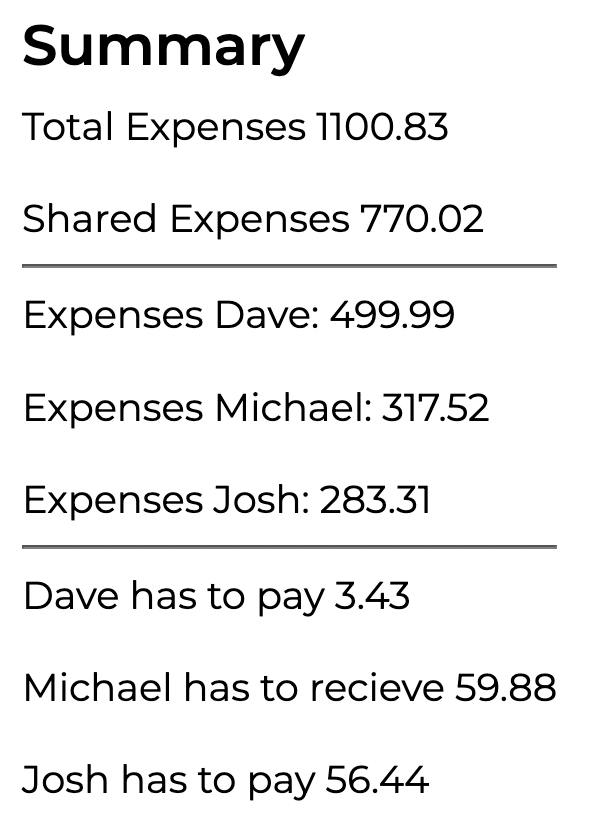 Summary
Total Expenses 1100.83
Shared Expenses 770.02
Expenses Dave: 499.99
Expenses Michael: 317.52
Expenses Josh: 283.31
Dave has to pay 3.43
Michael has to recieve 59.88
Josh has to pay 56.44